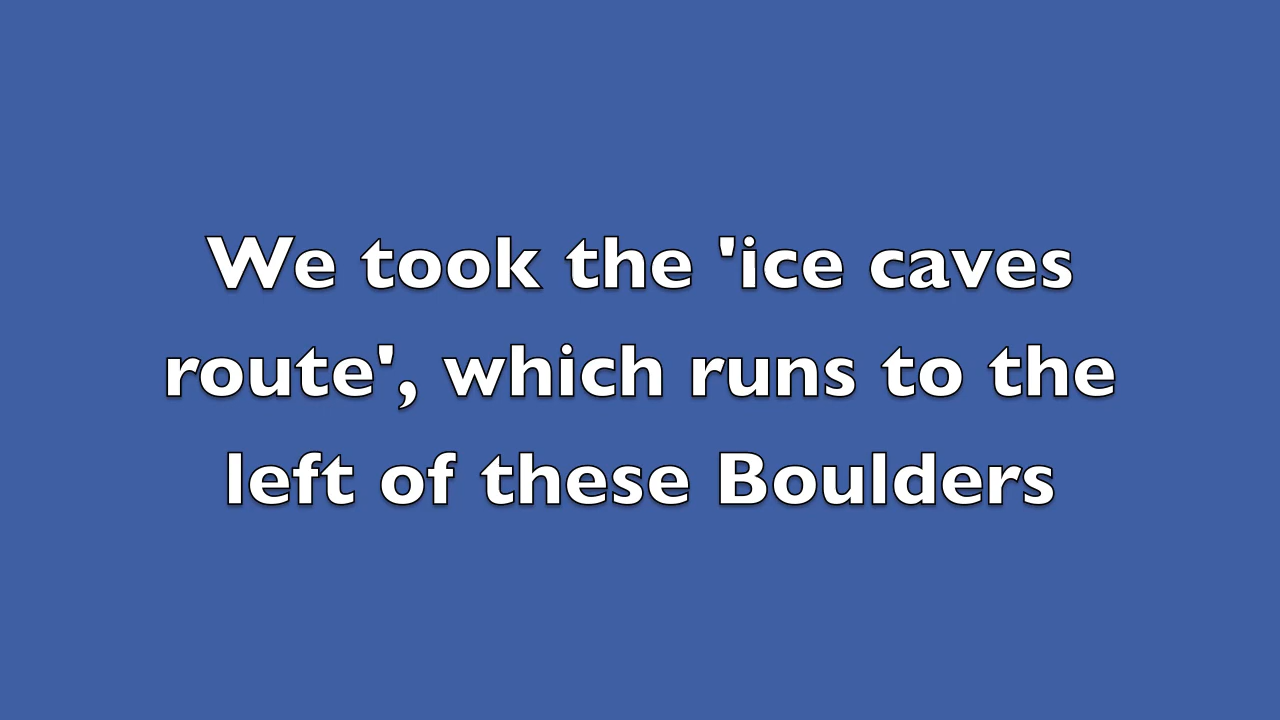 We took the 'ice caves
route', which runs to the
left of these Boulders